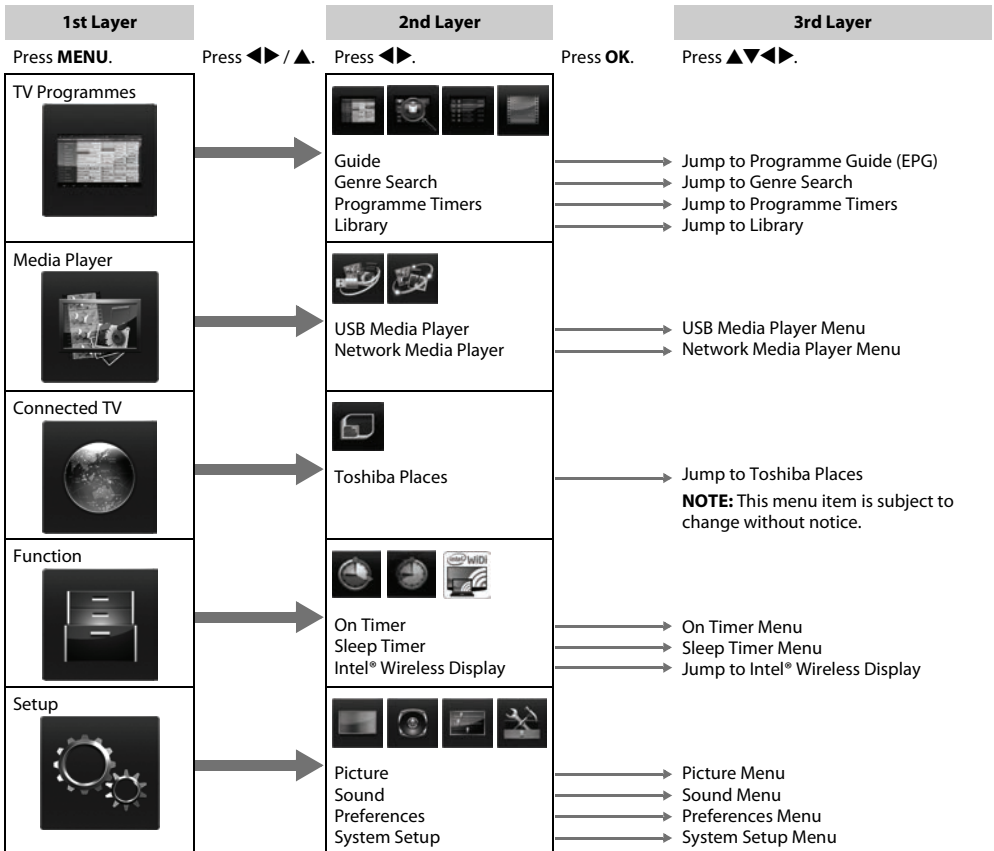 1st Layer
2nd Layer
3rd Layer
Press MENU.
Press ◀▶ / ▲.
Press ◀▶.
Press OK.
Press ▲▼◀▶.
TV Programmes
Guide
Genre Search
Programme Timers
Library
Jump to Programme Guide (EPG)
Jump to Genre Search
Jump to Programme Timers
Jump to Library
Media Player
USB Media Player
Network Media Player
USB Media Player Menu
Network Media Player Menu
Connected TV
Toshiba Places
Jump to Toshiba Places
NOTE: This menu item is subject to
change without notice.
Function
intel WiDi
On Timer
Sleep Timer
Intel® Wireless Display
On Timer Menu
Sleep Timer Menu
Jump to Intel® Wireless Display
Setup
Picture
Sound
Preferences
System Setup
Picture Menu
Sound Menu
Preferences Menu
System Setup Menu